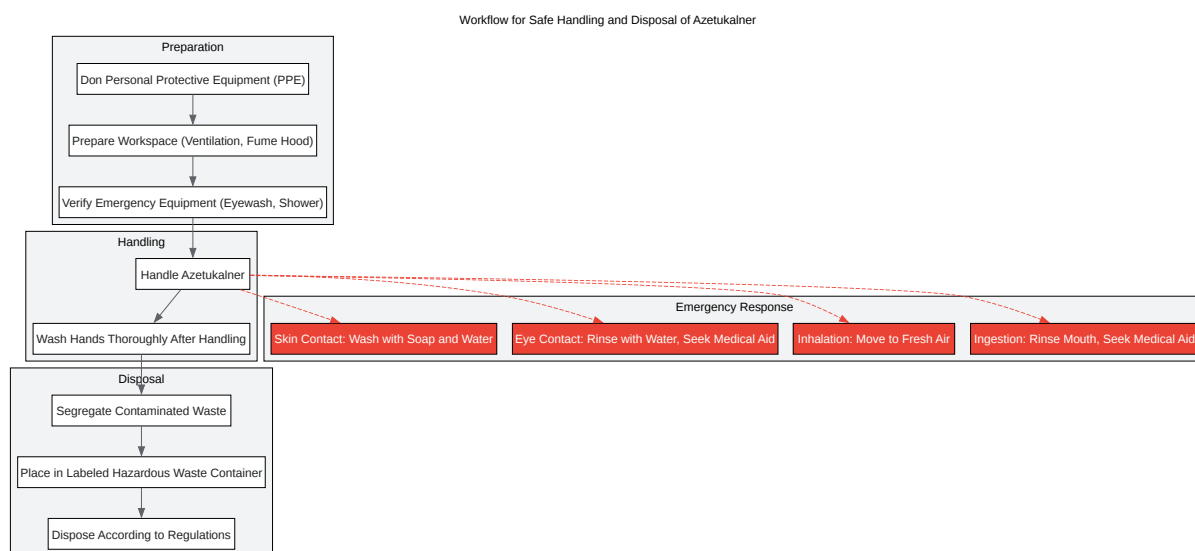 Workflow for Safe Handling and Disposal of Azetukalner
Preparation
Don Personal Protective Equipment (PPE)
Prepare Workspace (Ventilation, Fume Hood)
Verify Emergency Equipment (Eyewash, Shower)
Handling
Handle Azetukalner
Wash Hands Thoroughly After Handling
Emergency Response
Skin Contact: Wash with Soap and Water
Eye Contact: Rinse with Water, Seek Medical Aid
Inhalation: Move to Fresh Air
Ingestion: Rinse Mouth, Seek Medical Aid
Disposal
Segregate Contaminated Waste
Place in Labeled Hazardous Waste Container
Dispose According to Regulations